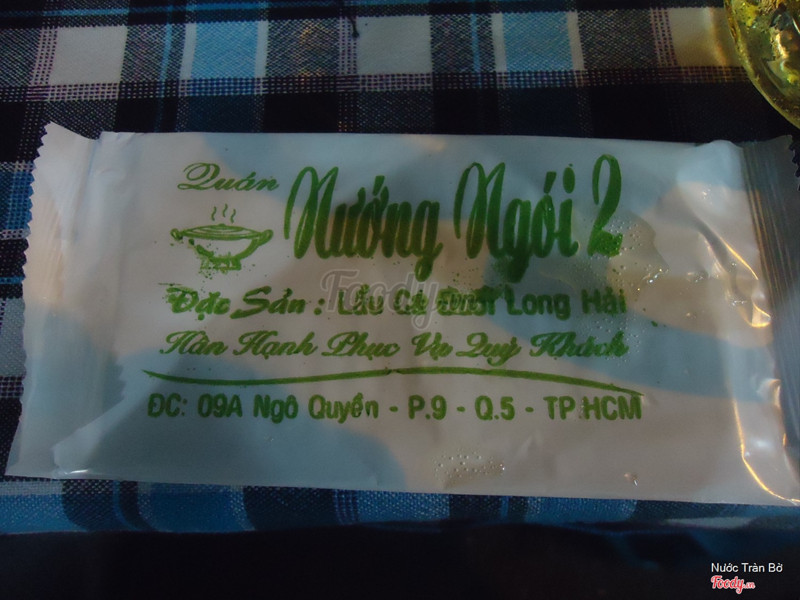 Quán Nướng Ngói 2
Đặc Sản : Lẩu Cá Đuối Long Hải
Hân Hạnh Phục Vụ Quý Khách
ĐC: 09A Ngô Quyền - P.9 - Q.5 - TP.HCM
Foody
Nước Tràn Bờ
Foody.vn